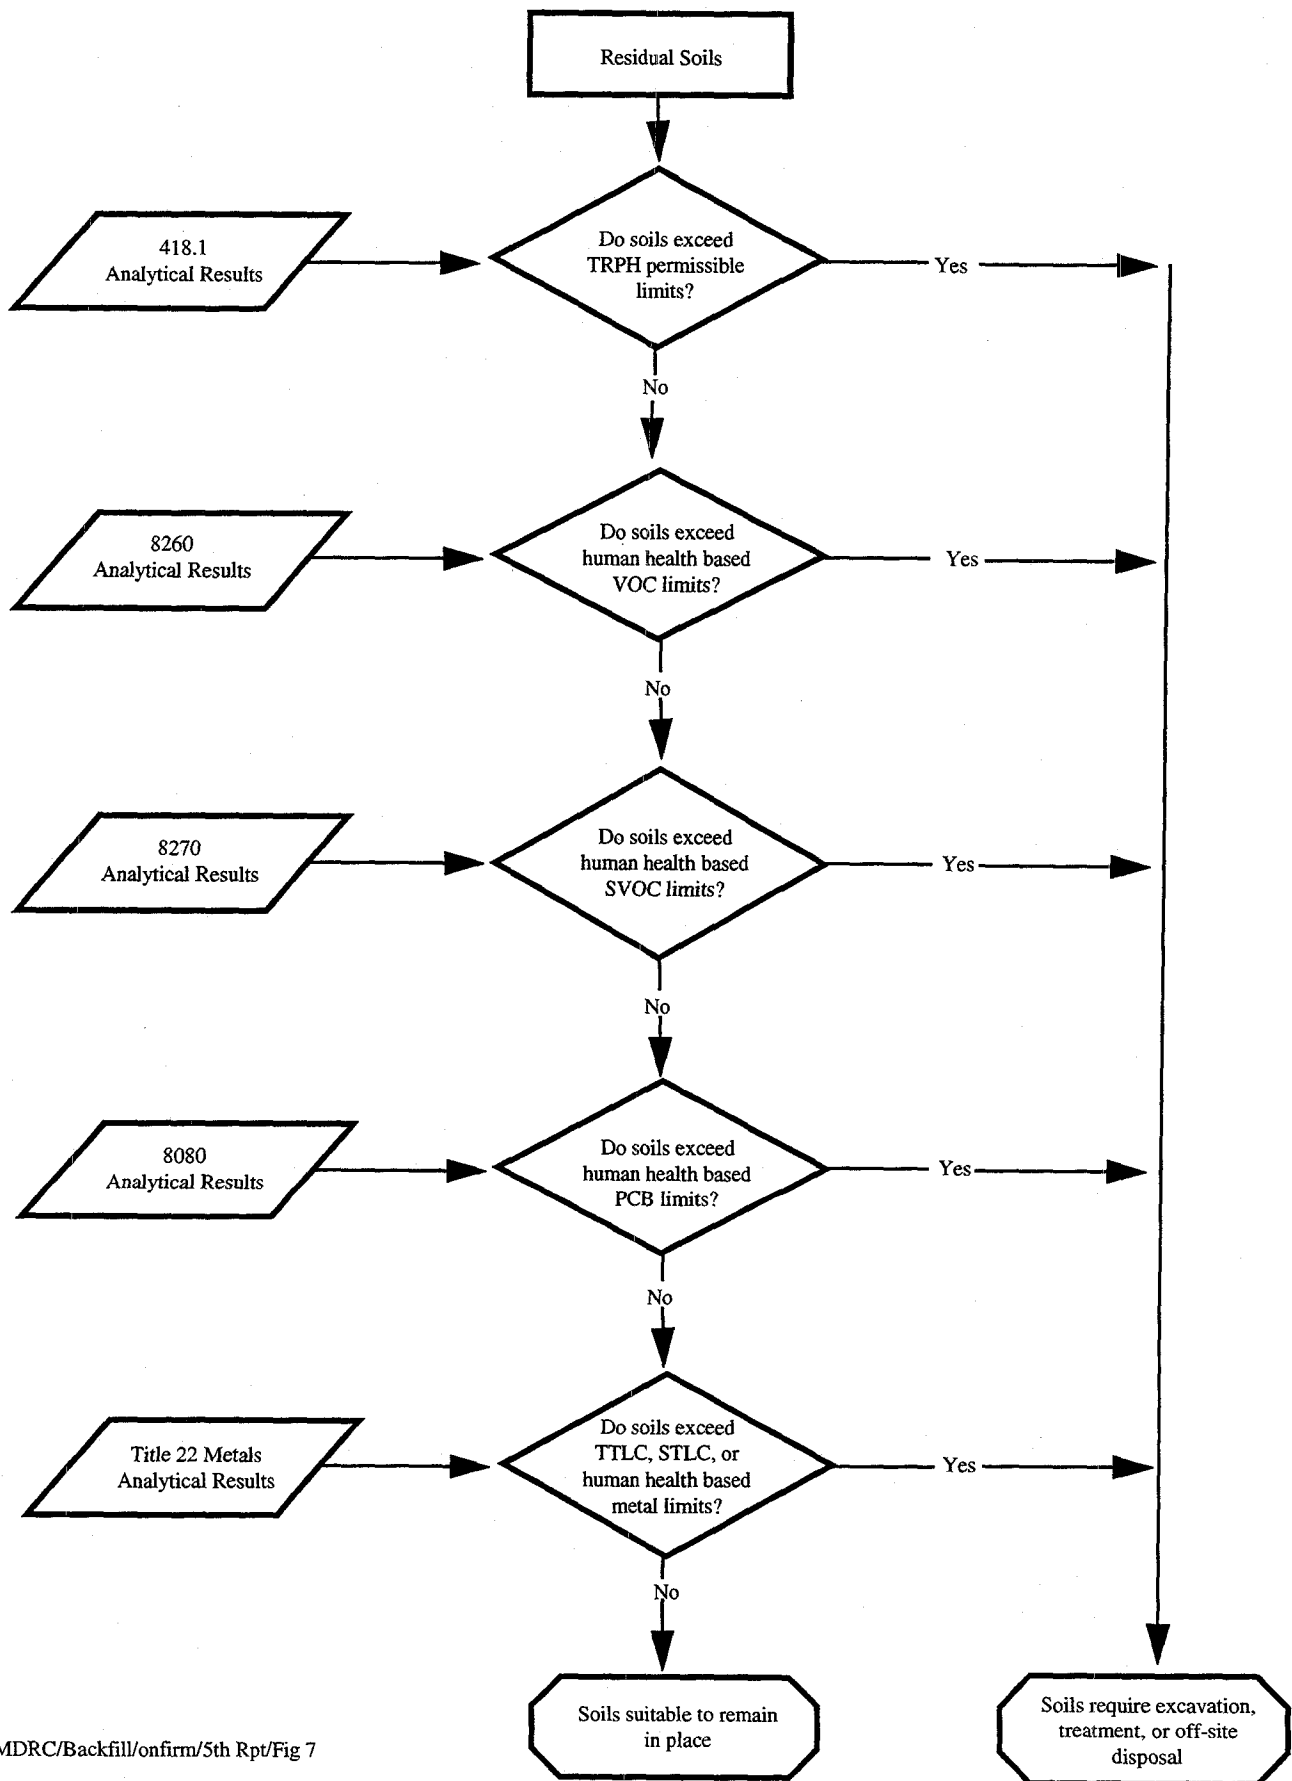 Residual Soils
418.1
Analytical Results
Do soils exceed
TRPH permissible
limits?
Yes
No
8260
Analytical Results
Do soils exceed
human health based
VOC limits?
Yes
No
8270
Analytical Results
Do soils exceed
human health based
SVOC limits?
Yes
No
8080
Analytical Results
Do soils exceed
human health based
PCB limits?
Yes
No
Title 22 Metals
Analytical Results
Do soils exceed
TTLC, STLC, or
human health based
metal limits?
Yes
No
Soils suitable to remain
in place
Soils require excavation,
treatment, or off-site
disposal
MDRC/Backfill/onfirm/5th Rpt/Fig 7